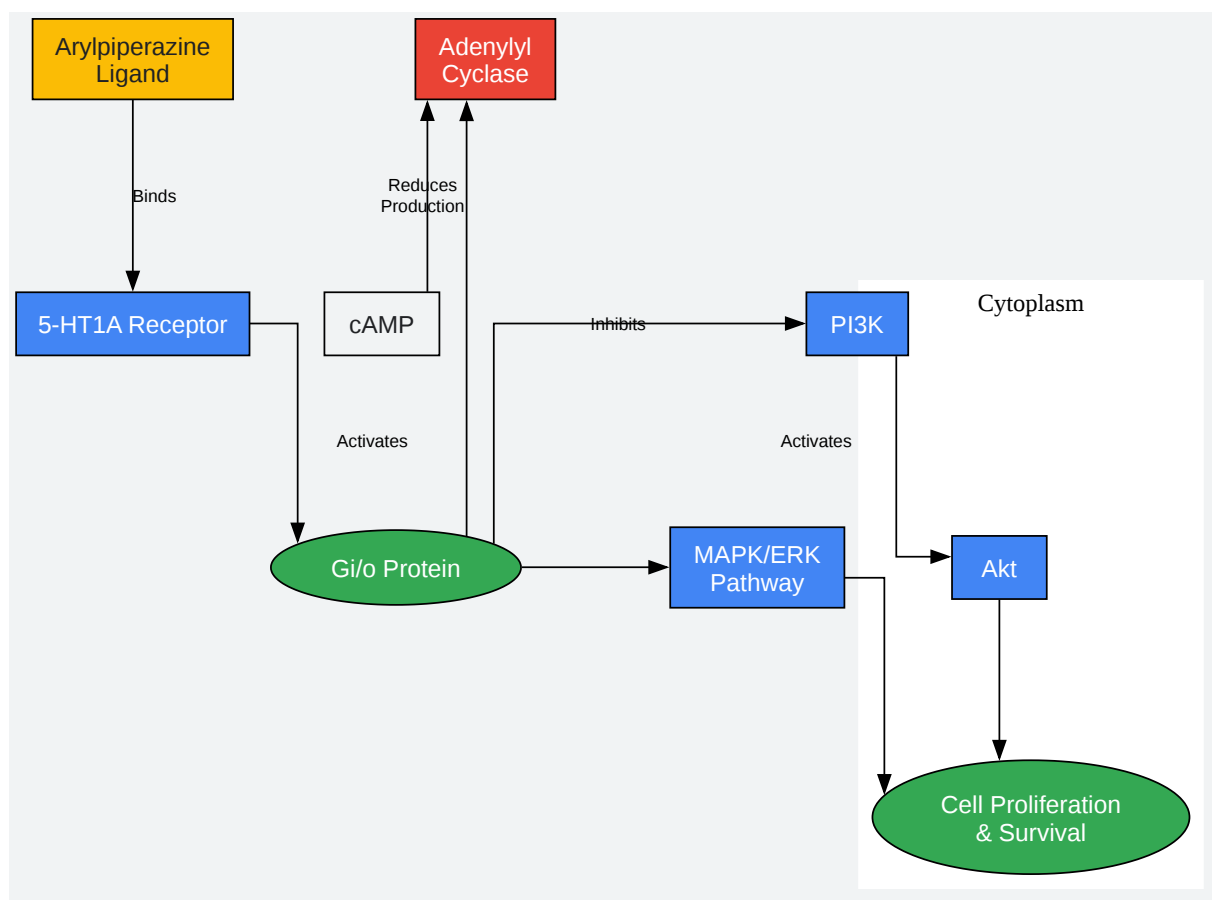 Arylpiperazine
Ligand
Adenylyl
Cyclase
Binds
Reduces
Production
5-HT1A Receptor
cAMP
Inhibits
PI3K
Cytoplasm
Activates
Activates
Gi/o Protein
MAPK/ERK
Pathway
Akt
Cell Proliferation
& Survival